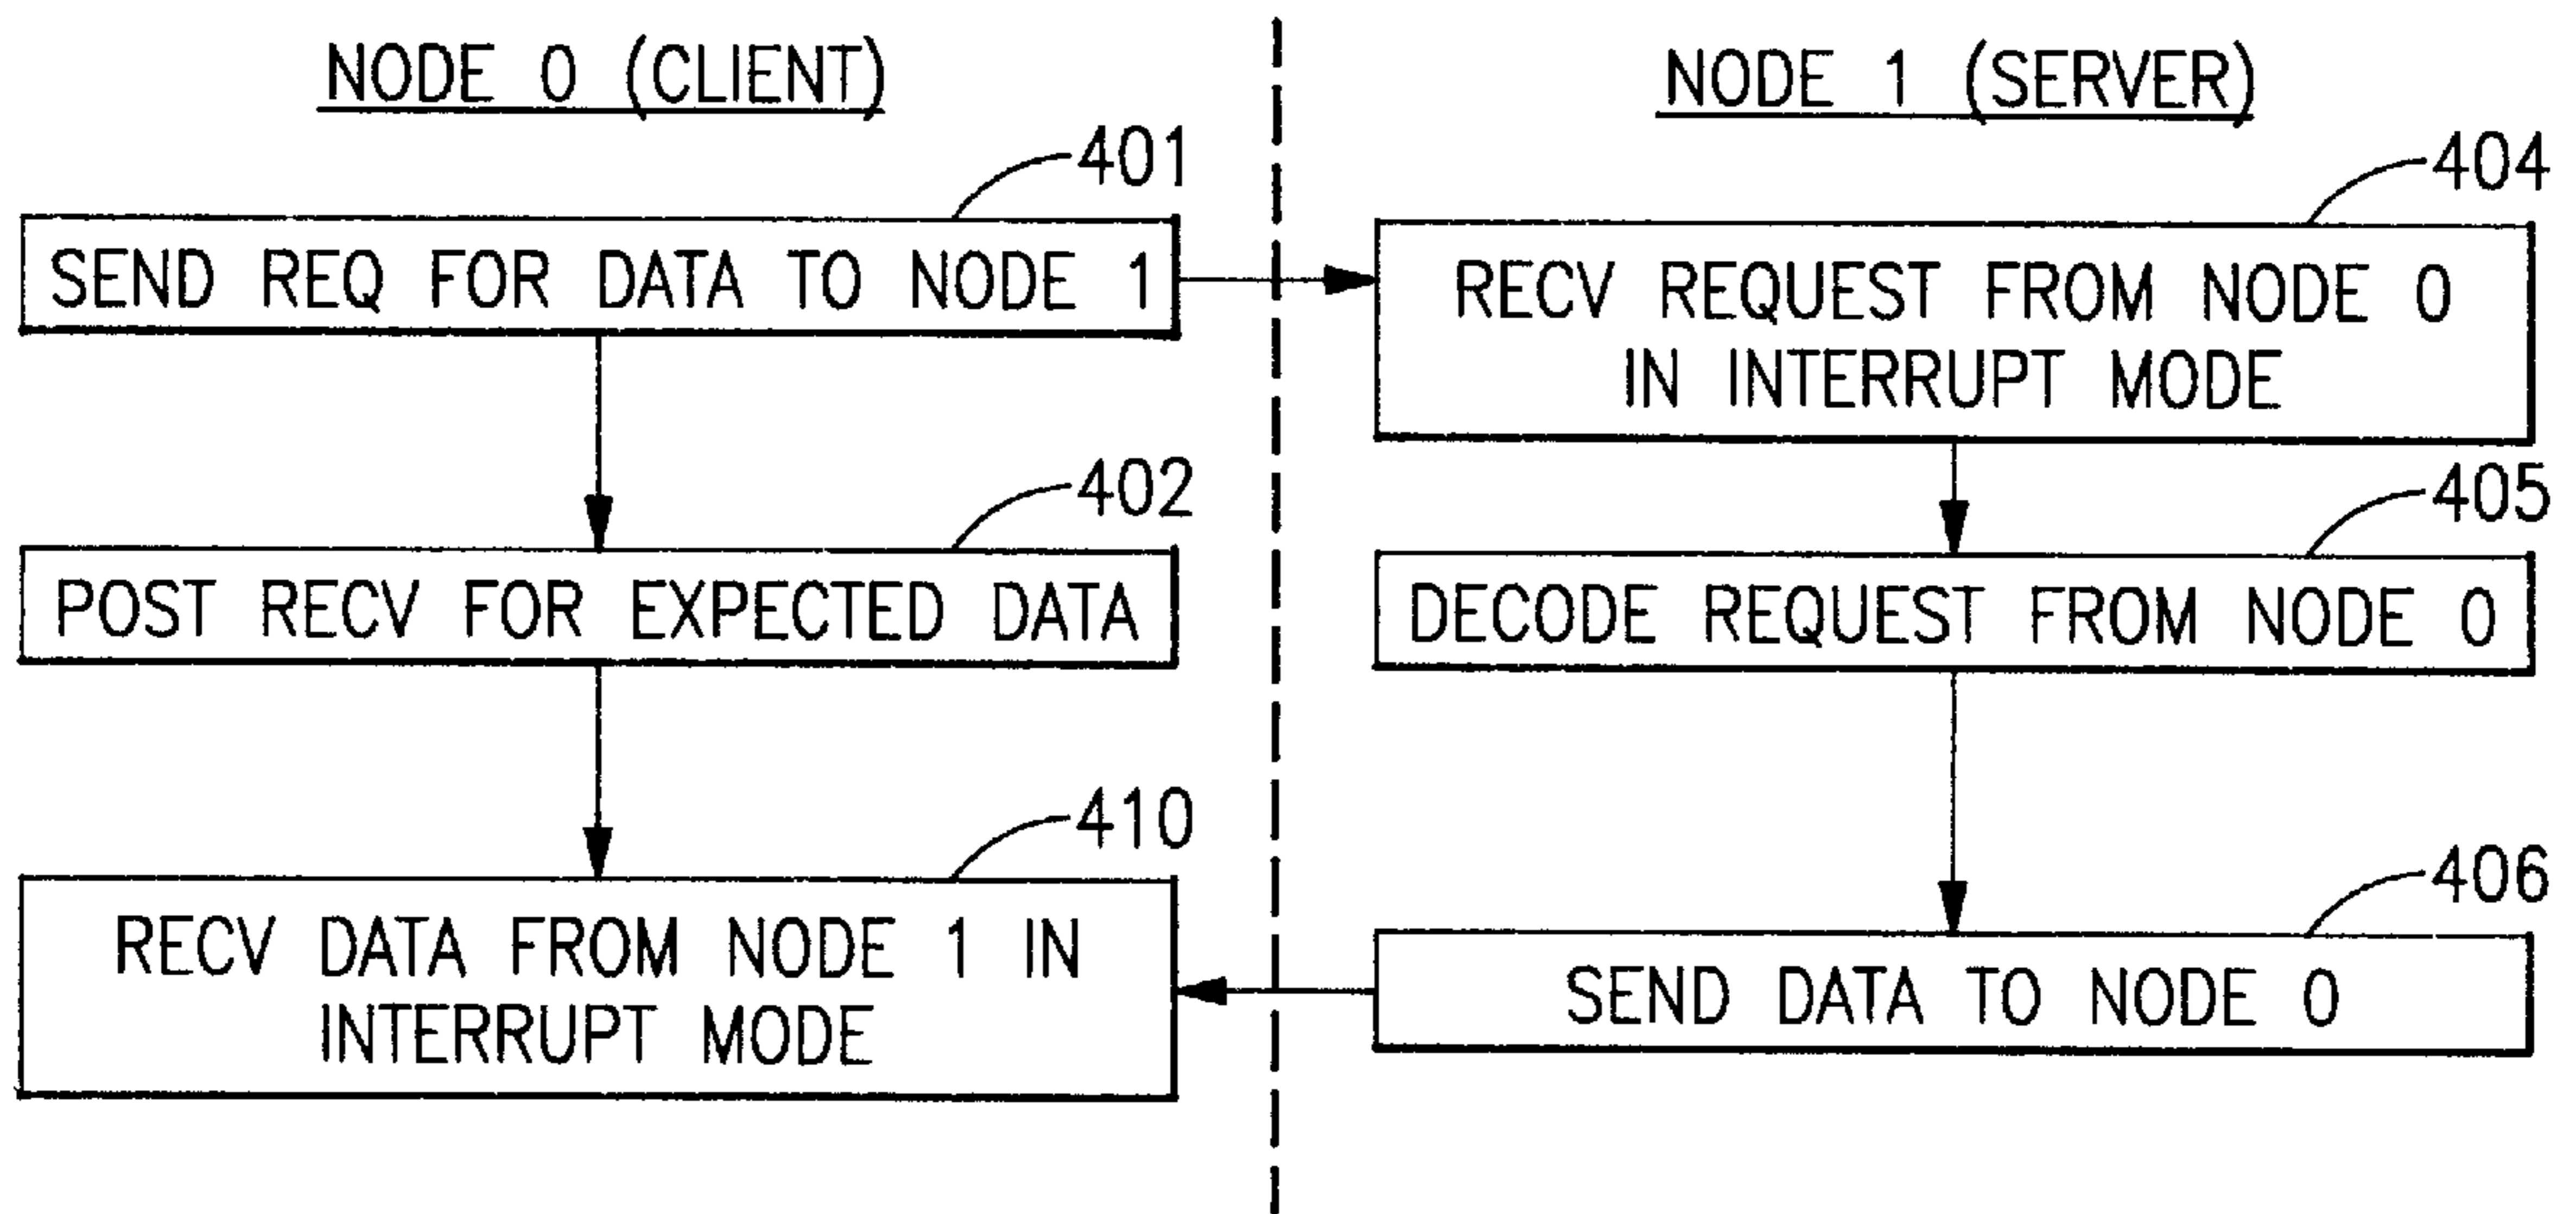 NODE 0 (CLIENT)
401
SEND REQ FOR DATA TO NODE 1
402
POST RECV FOR EXPECTED DATA
410
RECV DATA FROM NODE 1 IN
INTERRUPT MODE
NODE 1 (SERVER)
404
RECV REQUEST FROM NODE 0
IN INTERRUPT MODE
405
DECODE REQUEST FROM NODE 0
406
SEND DATA TO NODE 0